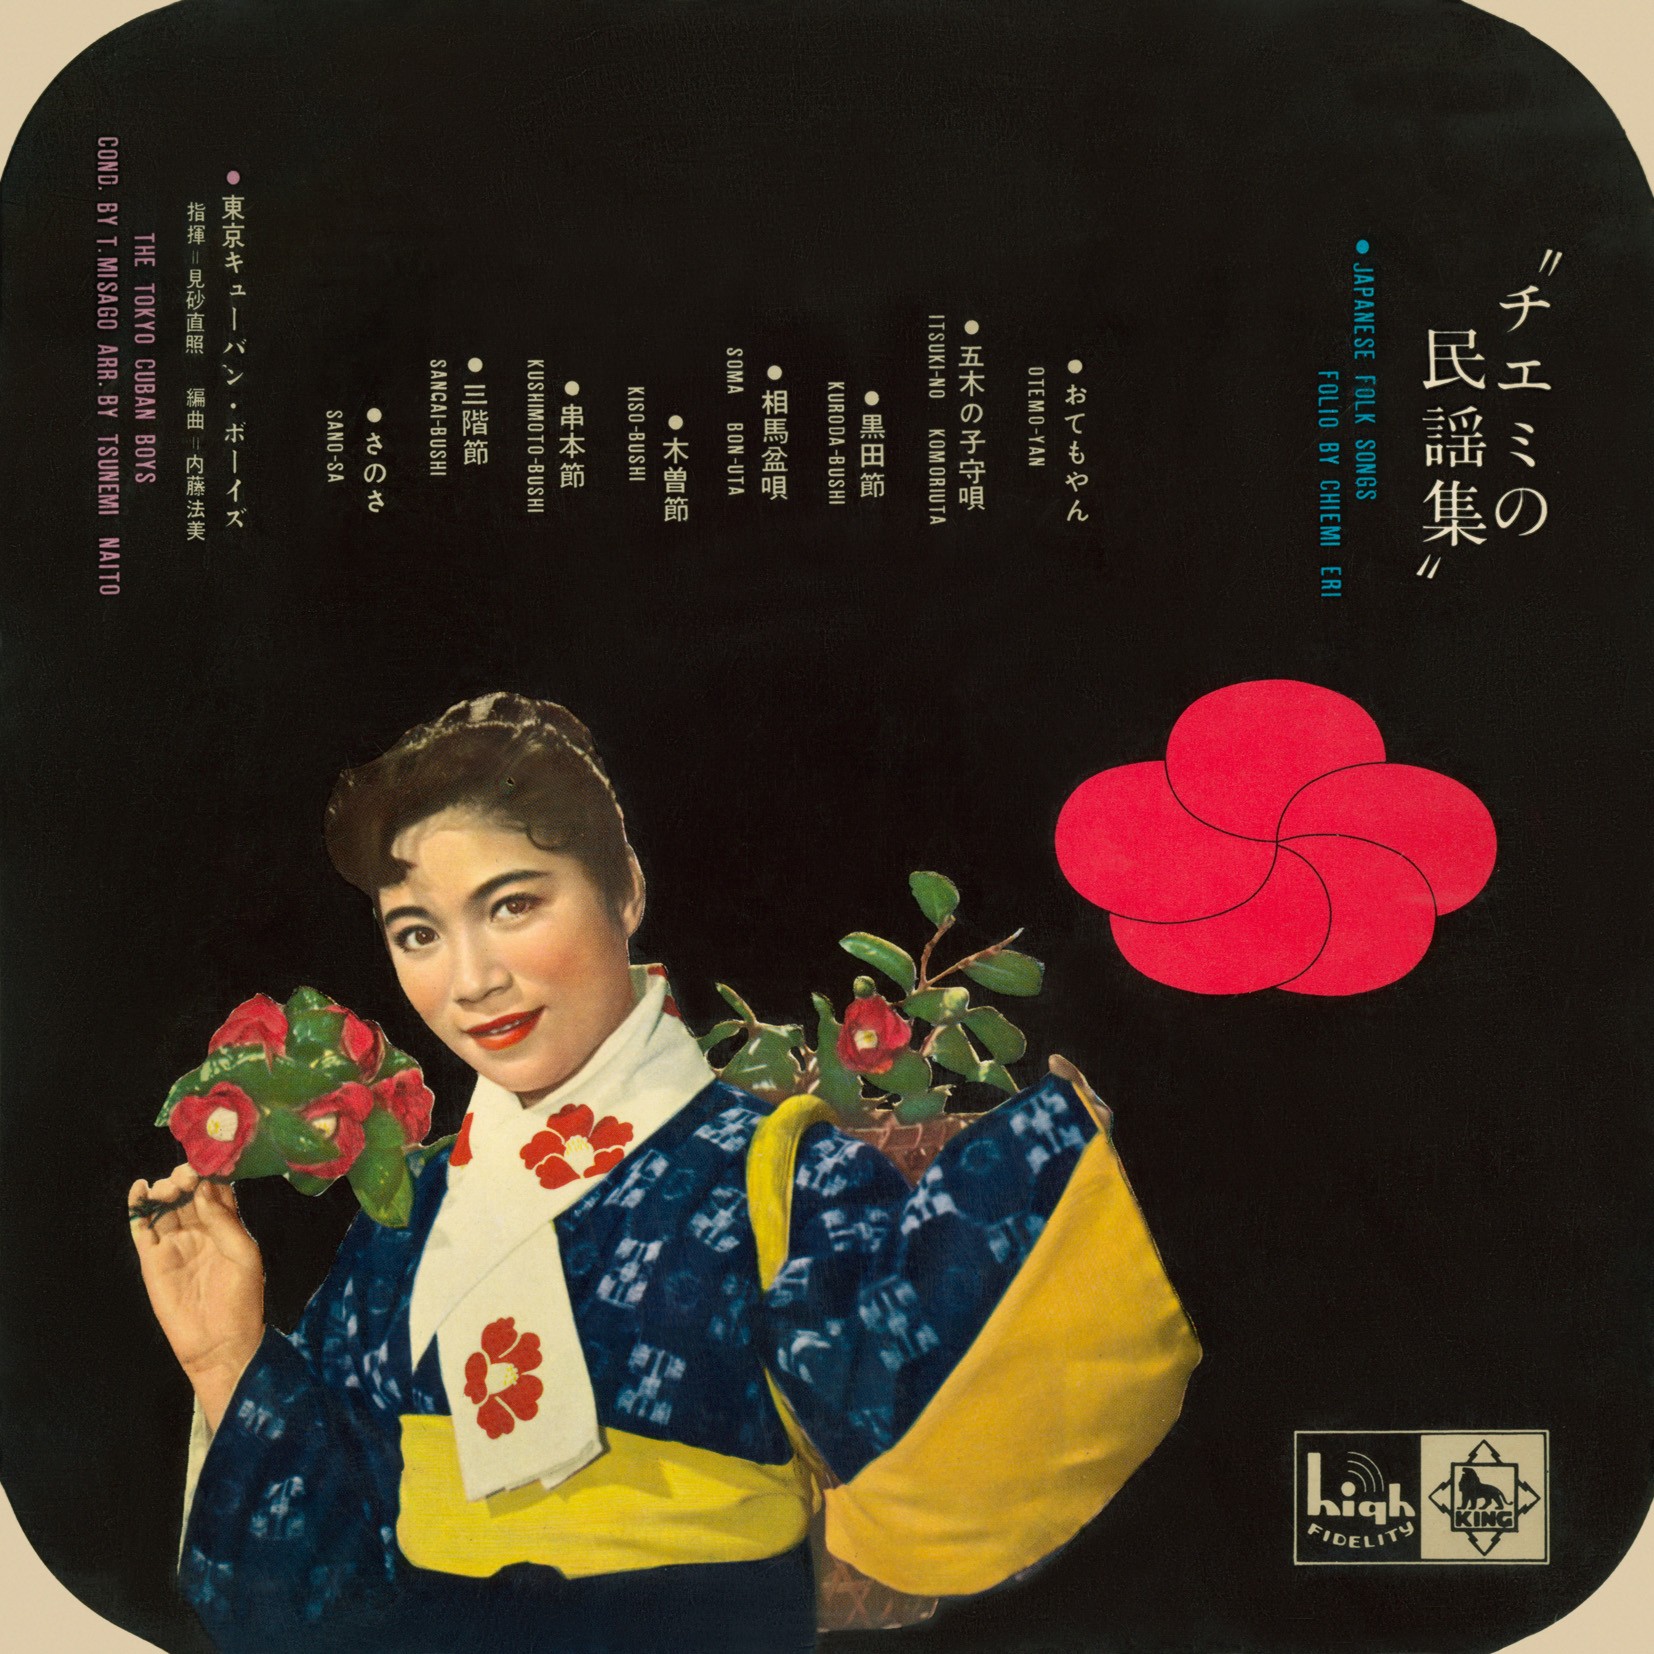 〝チエミの
民謡集〟
●JAPANESE FOLK SONGS
FOLIO BY CHIEMI ERI
●おてもやん
OTEMO-YAN
●五木の子守唄
ITSUKI-NO KOMORIUTA
●黒田節
KURODA-BUSHI
●相馬盆唄
SOMA BON-UTA
●木曽節
KISO-BUSHI
●串本節
KUSHIMOTO-BUSHI
●三階節
SANGAI-BUSHI
●さのさ
SANO-SA
●東京キューバン・ボーイズ
指揮=見砂直照 編曲=内藤法美
THE TOKYO CUBAN BOYS
COND. BY T. MISAGO ARR. BY TSUNEMI NAITO
high
FIDELITY
KING